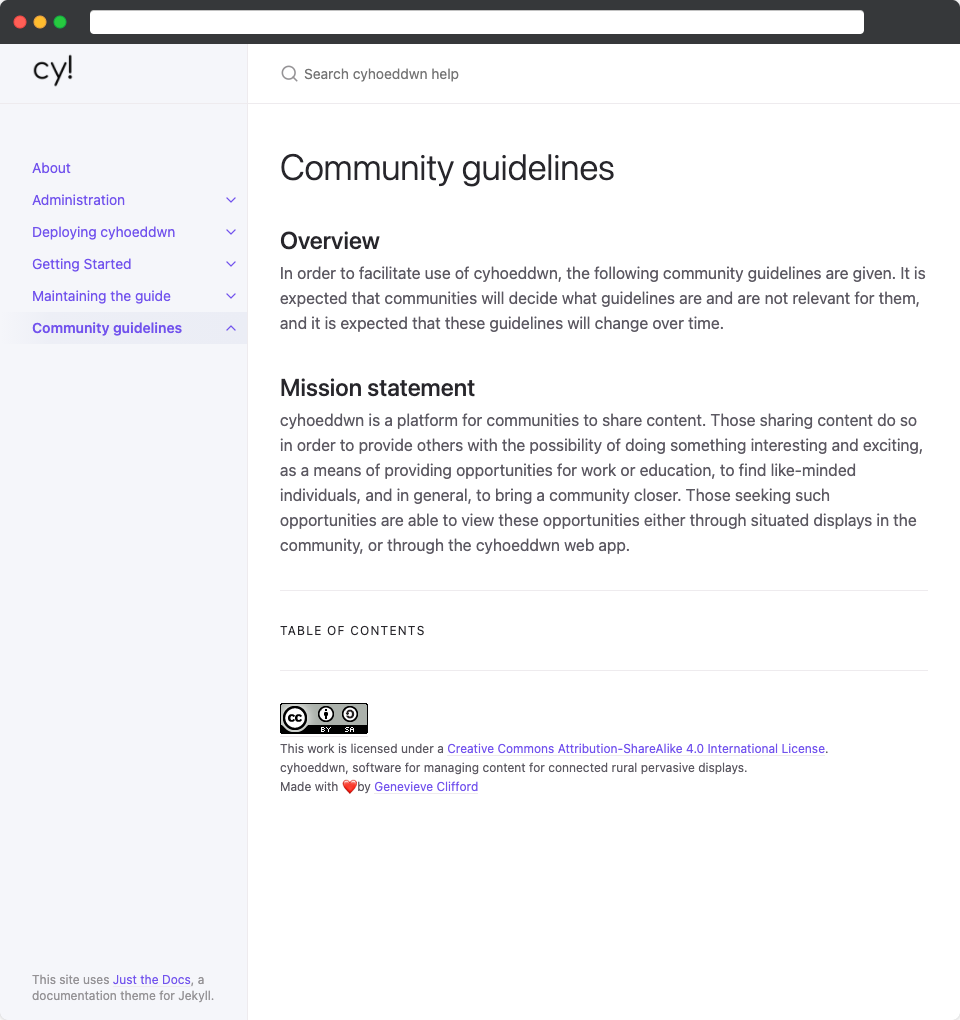 cy!
Search cyhoeddwn help
About
Administration
Deploying cyhoeddwn
Getting Started
Maintaining the guide
Community guidelines
Community guidelines
Overview
In order to facilitate use of cyhoeddwn, the following community guidelines are given. It is
expected that communities will decide what guidelines are and are not relevant for them,
and it is expected that these guidelines will change over time.
Mission statement
cyhoeddwn is a platform for communities to share content. Those sharing content do so
in order to provide others with the possibility of doing something interesting and exciting,
as a means of providing opportunities for work or education, to find like-minded
individuals, and in general, to bring a community closer. Those seeking such
opportunities are able to view these opportunities either through situated displays in the
community, or through the cyhoeddwn web app.
TABLE OF CONTENTS
cc BY SA
This work is licensed under a Creative Commons Attribution-ShareAlike 4.0 International License.
cyhoeddwn, software for managing content for connected rural pervasive displays.
Made with ❤️by Genevieve Clifford
This site uses Just the Docs, a
documentation theme for Jekyll.